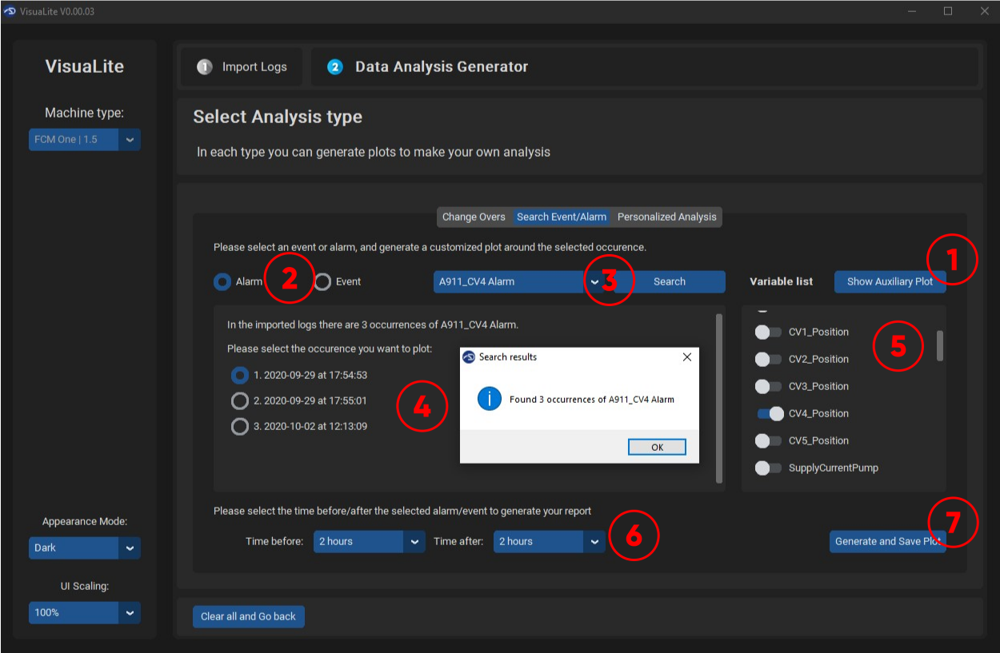 VisuaLite V0.00.03
VisuaLite
Machine type:
FCM One | 1.5
Appearance Mode:
Dark
UI Scaling:
100%
1 Import Logs
2 Data Analysis Generator
Select Analysis type
In each type you can generate plots to make your own analysis
Change Overs Search Event/Alarm Personalized Analysis
Please select an event or alarm, and generate a customized plot around the selected occurence.
1
Alarm 2 Event A911_CV4 Alarm 3 Search Variable list Show Auxiliary Plot
In the imported logs there are 3 occurrences of A911_CV4 Alarm.
Please select the occurence you want to plot:
1. 2020-09-29 at 17:54:53
2. 2020-09-29 at 17:55:01
3. 2020-10-02 at 12:13:09
4
Search results
Found 3 occurrences of A911_CV4 Alarm
OK
CV1_Position
5
CV2_Position
CV3_Position
CV4_Position
CV5_Position
SupplyCurrentPump
Please select the time before/after the selected alarm/event to generate your report
Time before: 2 hours Time after: 2 hours 6
7
Generate and Save Plot
Clear all and Go back